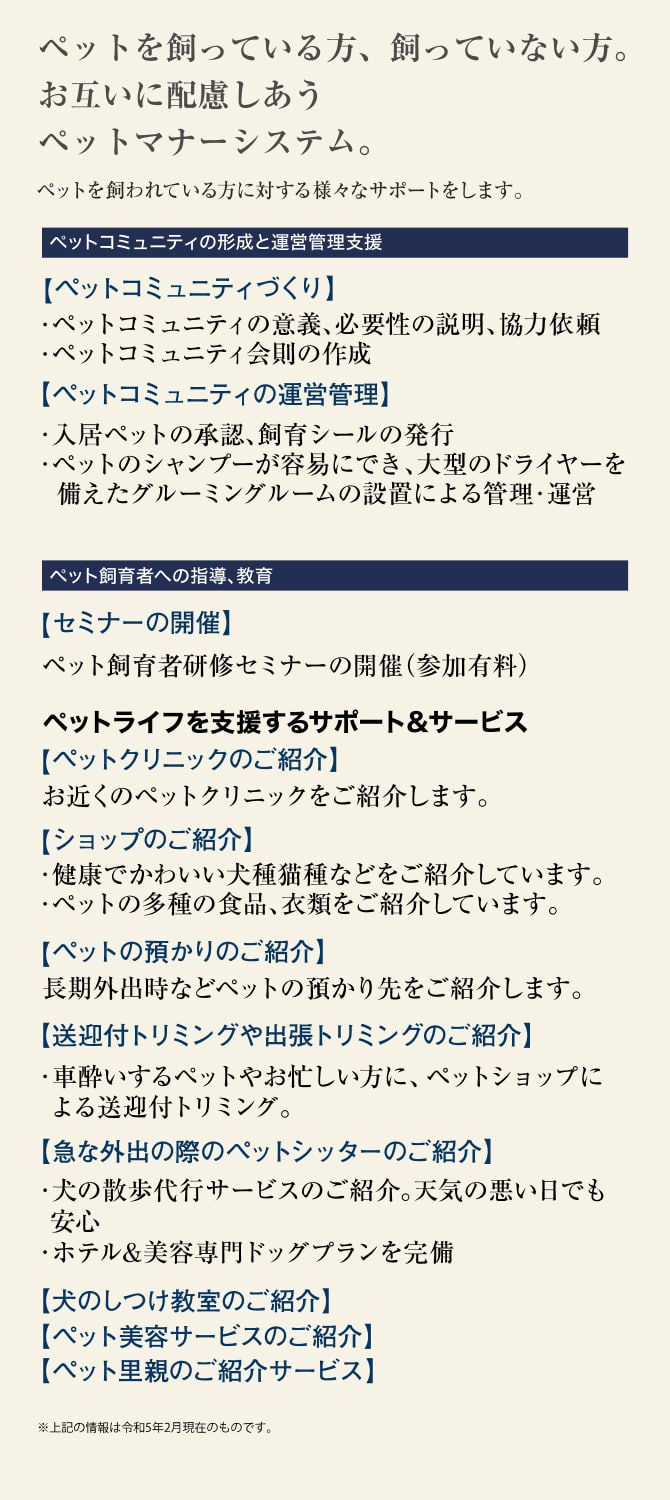 ペットを飼っている方、飼っていない方。
お互いに配慮しあう
ペットマナーシステム。
ペットを飼われている方に対する様々なサポートをします。
ペットコミュニティの形成と運営管理支援
【ペットコミュニティづくり】
・ペットコミュニティの意義、必要性の説明、協力依頼
・ペットコミュニティ会則の作成
【ペットコミュニティの運営管理】
・入居ペットの承認、飼育シールの発行
・ペットのシャンプーが容易にでき、大型のドライヤーを
備えたグルーミングルームの設置による管理・運営
ペット飼育者への指導、教育
【セミナーの開催】
ペット飼育者研修セミナーの開催（参加有料）
ペットライフを支援するサポート＆サービス
【ペットクリニックのご紹介】
お近くのペットクリニックをご紹介します。
【ショップのご紹介】
・健康でかわいい犬種猫種などをご紹介しています。
・ペットの多種の食品、衣類をご紹介しています。
【ペットの預かりのご紹介】
長期外出時などペットの預かり先をご紹介します。
【送迎付トリミングや出張トリミングのご紹介】
・車酔いするペットやお忙しい方に、ペットショップに
よる送迎付トリミング。
【急な外出の際のペットシッターのご紹介】
・犬の散歩代行サービスのご紹介。天気の悪い日でも
安心
・ホテル＆美容専門ドッグプランを完備
【犬のしつけ教室のご紹介】
【ペット美容サービスのご紹介】
【ペット里親のご紹介サービス】
※上記の情報は令和5年2月現在のものです。